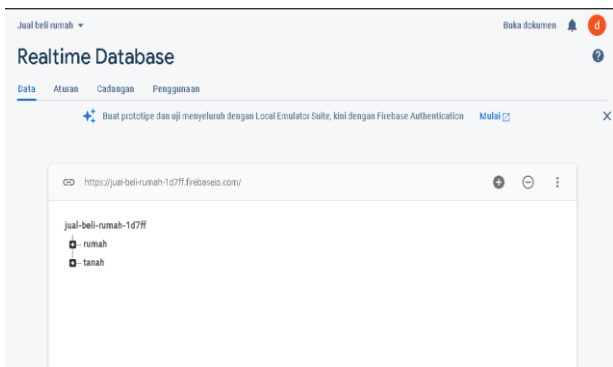 Jual beli rumah
Buka dokumen
d
Realtime Database
?
Data Aturan Cadangan Penggunaan
Buat prototipe dan uji menyeluruh dengan Local Emulator Suite, kini dengan Firebase Authentication Mulai
https://jual-beli-rumah-1d7ff.firebaseio.com/
jual-beli-rumah-1d7ff
rumah
tanah